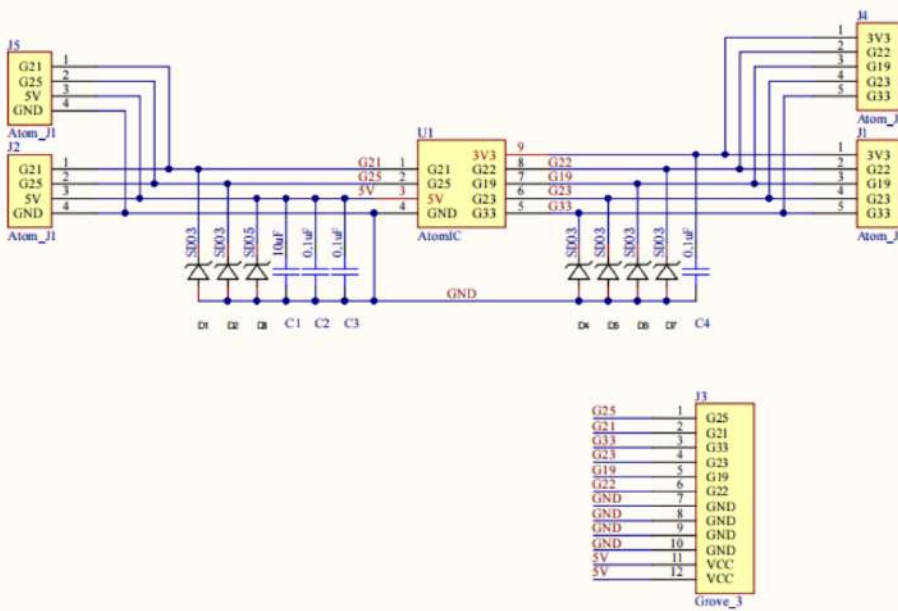 J5
1 G21
2 G25
3 5V
4 GND
Atom_J1
J2
1 G21
2 G25
3 5V
4 GND
Atom_J1
G21
G25
5V
U1
1 G21
2 G25
3 5V
4 GND
3V3 9
G22 8
G19 7
G23 6
G33 5
AtomIC
G22
G19
G23
G33
J4
1 3V3
2 G22
3 G19
4 G23
5 G33
Atom_J
J1
1 3V3
2 G22
3 G19
4 G23
5 G33
Atom_J
SD03 SD03 SD05 10uF 0.1uF 0.1uF
SD03 SD03 SD03 SD03 0.1uF
GND
D1 D2 D3 C1 C2 C3
D4 D5 D6 D7 C4
J3
G25 1 G25
G21 2 G21
G33 3 G33
G23 4 G23
G19 5 G19
G22 6 G22
GND 7 GND
GND 8 GND
GND 9 GND
GND 10 GND
5V 11 VCC
5V 12 VCC
Grove_3